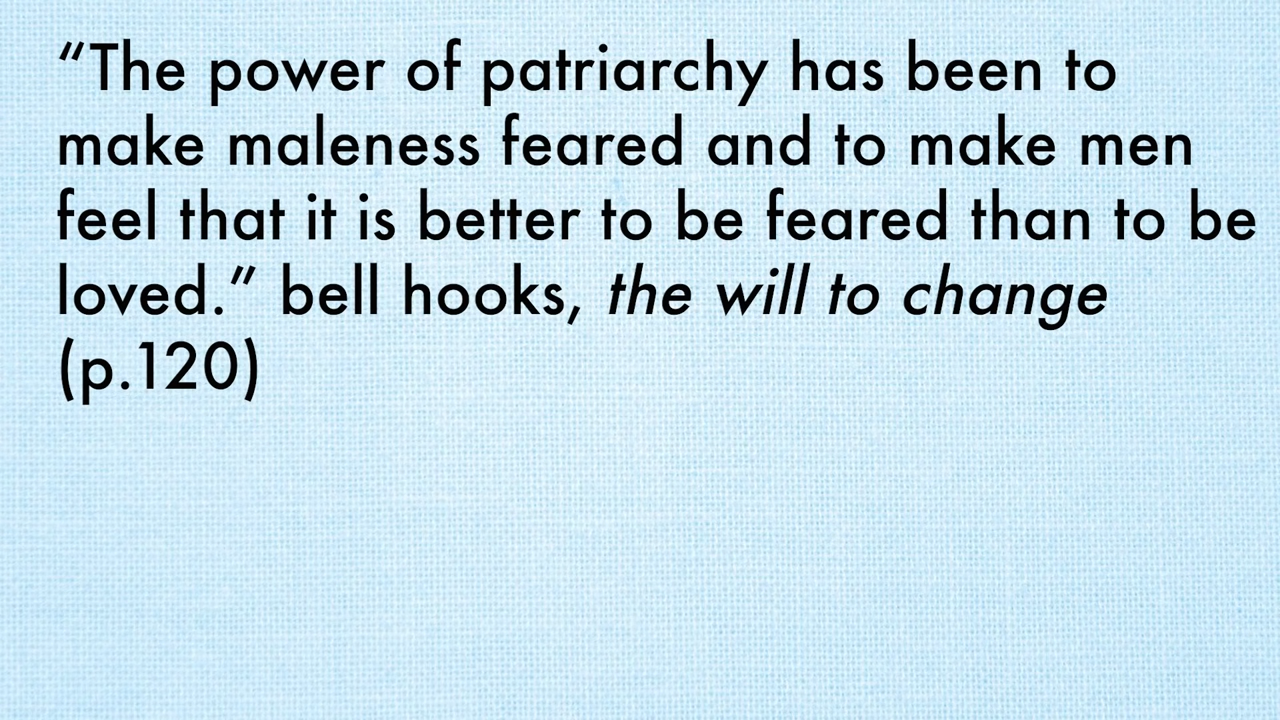 “The power of patriarchy has been to
make maleness feared and to make men
feel that it is better to be feared than to be
loved.” bell hooks, the will to change
(p.120)